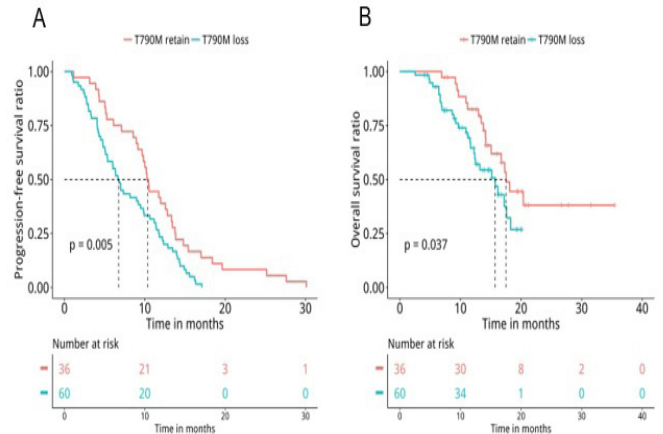 A
T790M retain T790M loss
Progression-free survival ratio
1.00
0.75
0.50
0.25
0.00
p = 0.005
0 10 20 30
Time in months
Number at risk
36 21 3 1
60 20 0 0
0 10 20 30
Time in months
B
T790M retain T790M loss
Overall survival ratio
1.00
0.75
0.50
0.25
0.00
p = 0.037
0 10 20 30 40
Time in months
Number at risk
36 30 8 2 0
60 34 1 0 0
0 10 20 30 40
Time in months